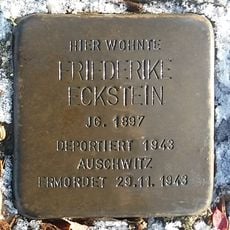 HIER WOHNTE
FRIEDERIKE
ECKSTEIN
JG. 1897
DEPORTIERT 1943
AUSCHWITZ
ERMORDET 29.11.1943